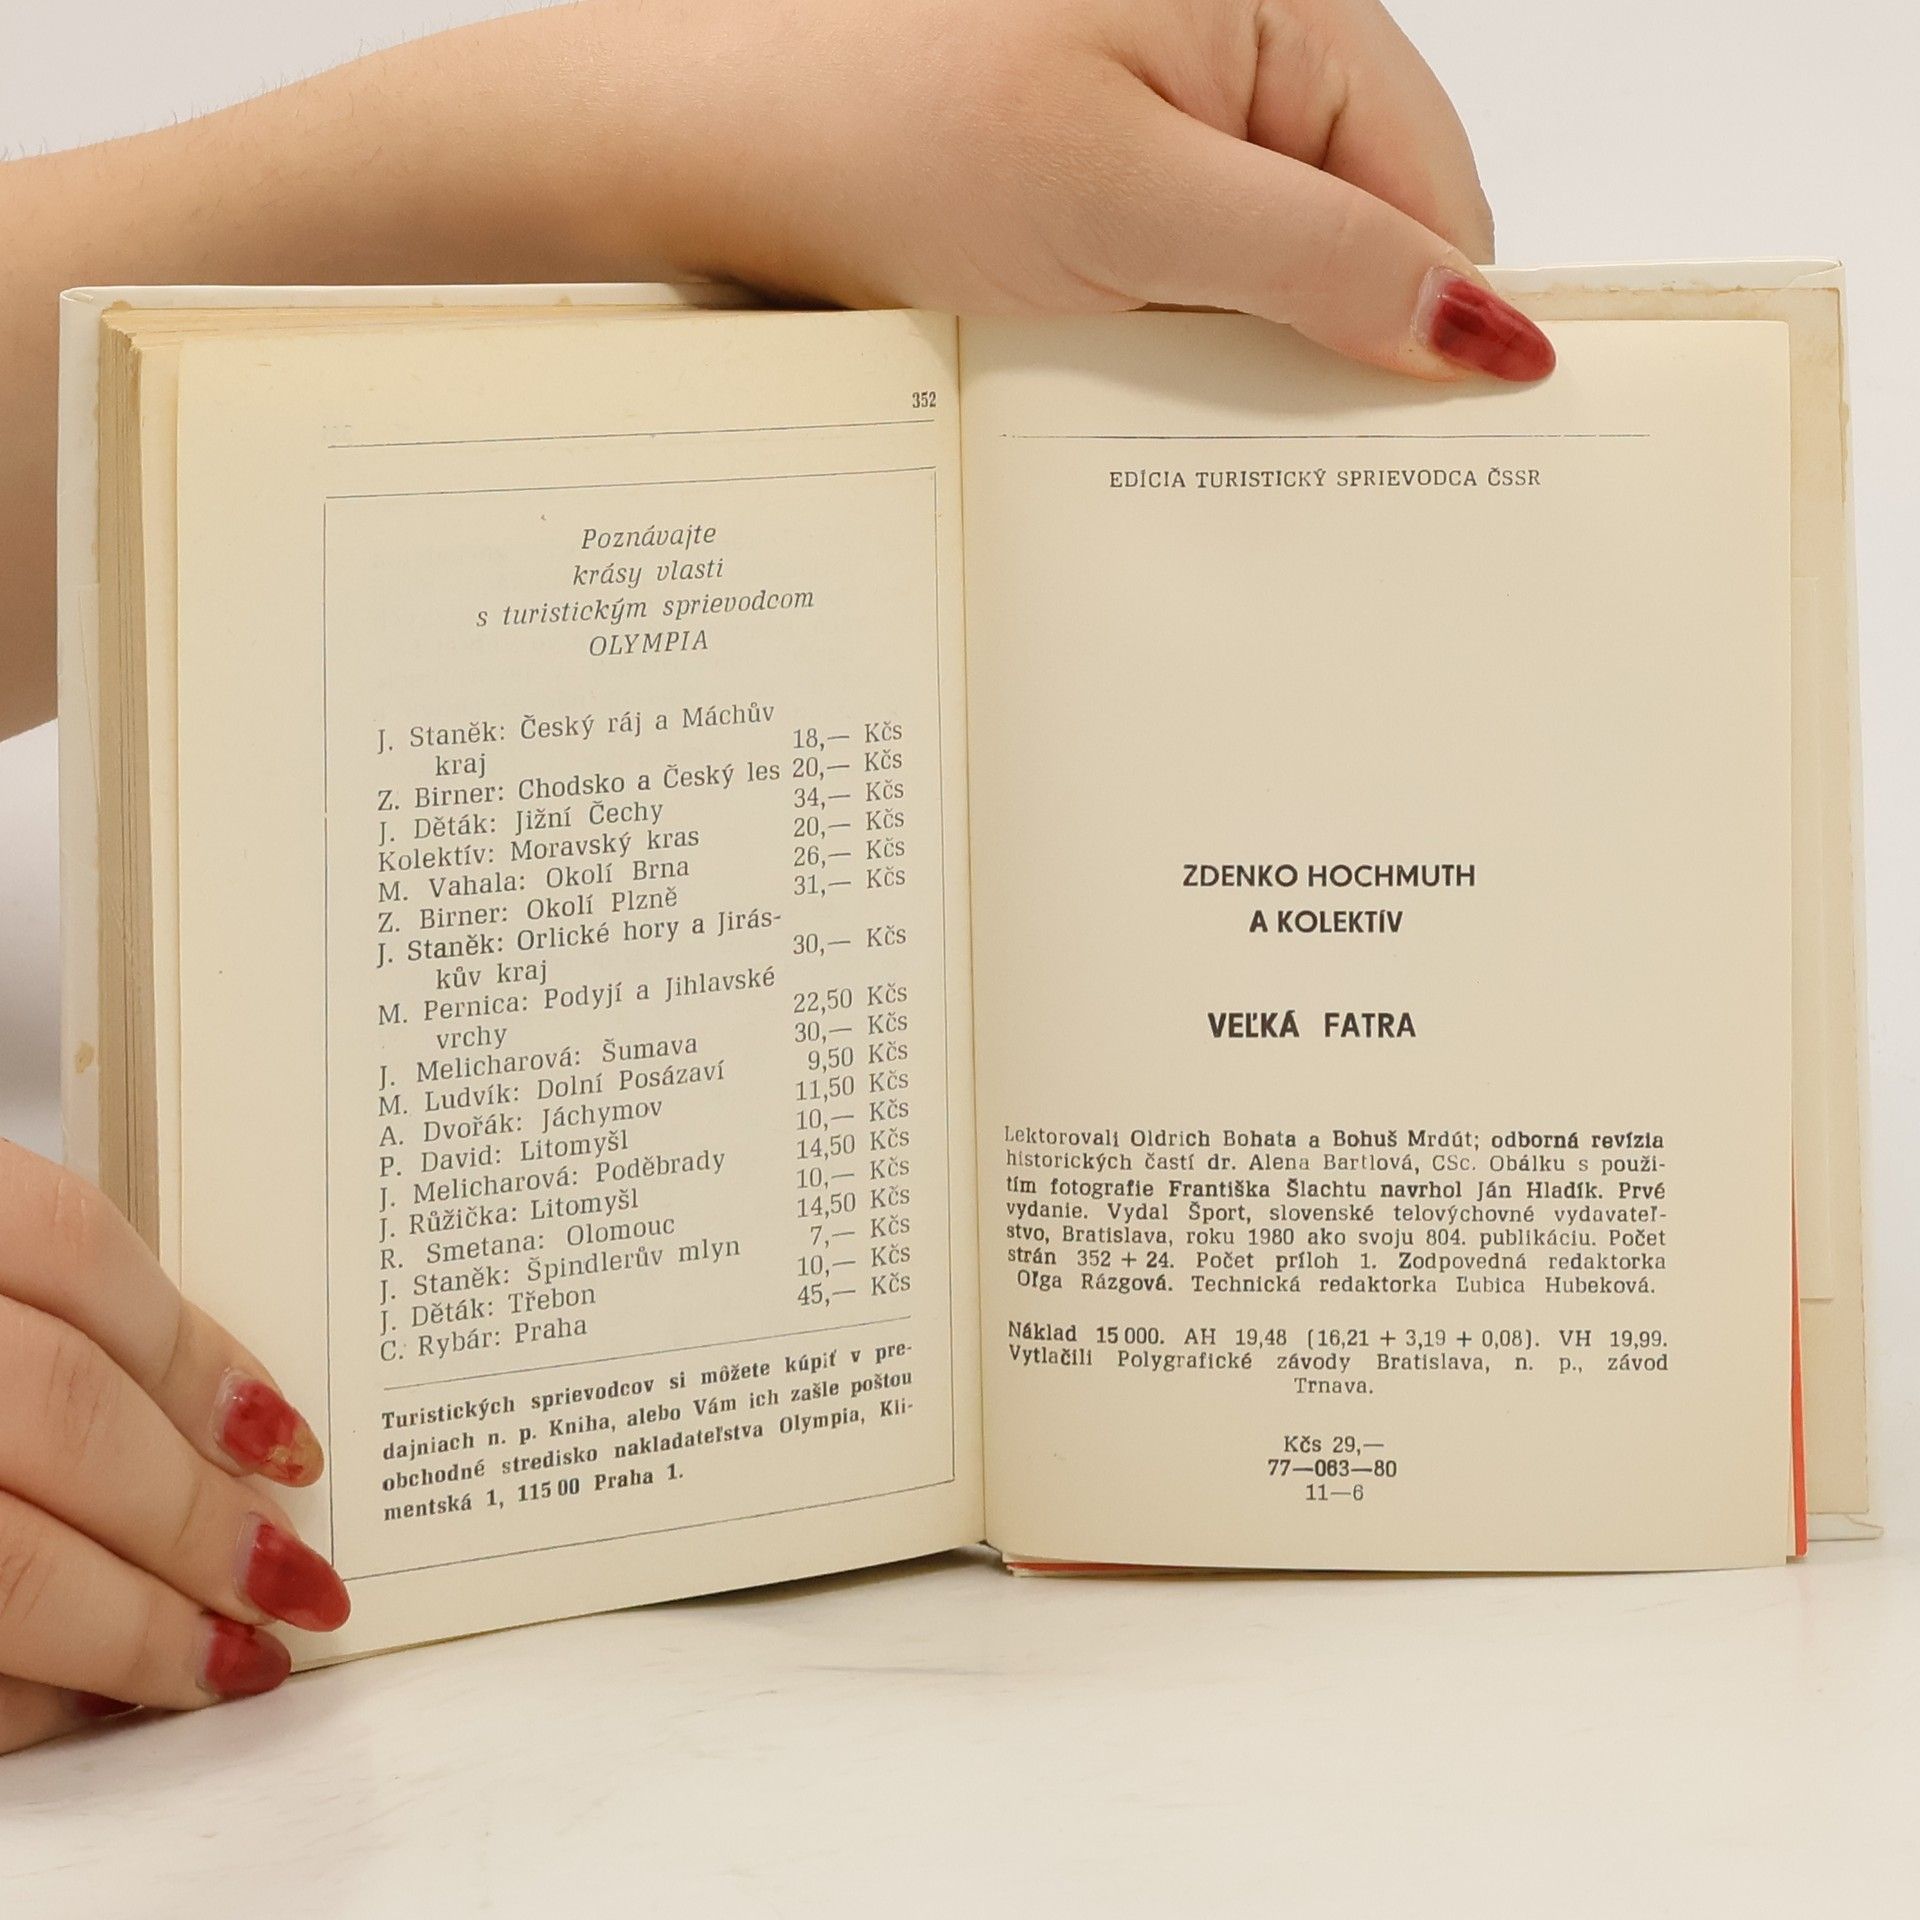 352
Poznávajte
krásy vlasti
s turistickým sprievodcom
OLYMPIA
J. Staněk: Český ráj a Máchův
kraj 18,— Kčs
Z. Birner: Chodsko a Český les 20,— Kčs
J. Děták: Jižní Čechy 34,— Kčs
Kolektív: Moravský kras 20,— Kčs
M. Vahala: Okolí Brna 26,— Kčs
Z. Birner: Okolí Plzně 31,— Kčs
J. Staněk: Orlické hory a Jirás-
kův kraj 30,— Kčs
M. Pernica: Podyjí a Jihlavské
vrchy 22,50 Kčs
J. Melicharová: Šumava 30,— Kčs
M. Ludvík: Dolní Posázaví 9,50 Kčs
A. Dvořák: Jáchymov 11,50 Kčs
P. David: Litomyšl 10,— Kčs
J. Melicharová: Poděbrady 14,50 Kčs
J. Růžička: Litomyšl 10,— Kčs
R. Smetana: Olomouc 14,50 Kčs
J. Staněk: Špindlerův mlyn 7,— Kčs
J. Děták: Třebon 10,— Kčs
C. Rybár: Praha 45,— Kčs
Turistických sprievodcov si môžete kúpiť v pre-
dajniach n. p. Kniha, alebo Vám ich zašle poštou
obchodné stredisko nakladateľstva Olympia, Kli-
mentská 1, 115 00 Praha 1.
EDÍCIA TURISTICKÝ SPRIEVODCA ČSSR
ZDENKO HOCHMUTH
A KOLEKTÍV
VEĽKÁ FATRA
Lektorovali Oldrich Bohata a Bohuš Mrdút; odborná revízia
historických častí dr. Alena Bartlová, CSc. Obálku s použi-
tím fotografie Františka Šlachtu navrhol Ján Hladík. Prvé
vydanie. Vydal Šport, slovenské telovýchovné vydavateľ-
stvo, Bratislava, roku 1980 ako svoju 804. publikáciu. Počet
strán 352 + 24. Počet príloh 1. Zodpovedná redaktorka
Oľga Rázgová. Technická redaktorka Ľubica Hubeková.
Náklad 15 000. AH 19,48 (16,21 + 3,19 + 0,08). VH 19,99.
Vytlačili Polygrafické závody Bratislava, n. p., závod
Trnava.
Kčs 29,—
77—063—80
11—6